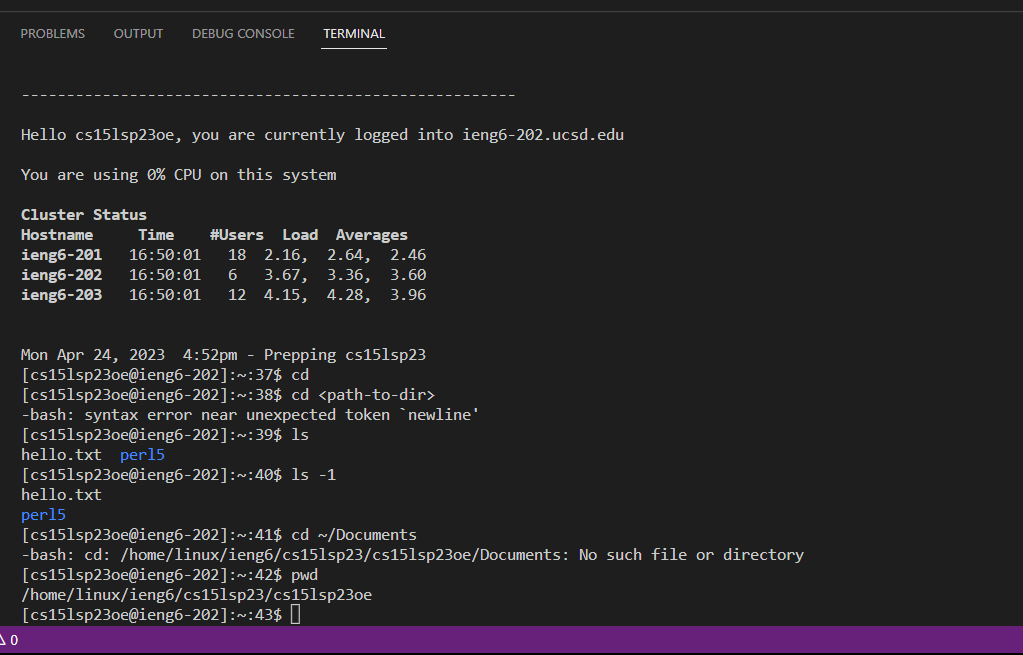 PROBLEMS OUTPUT DEBUG CONSOLE TERMINAL
-------------------------------------------------------
Hello cs15lsp23oe, you are currently logged into ieng6-202.ucsd.edu
You are using 0% CPU on this system
Cluster Status
Hostname     Time    #Users  Load  Averages
ieng6-201   16:50:01   18  2.16,  2.64,  2.46
ieng6-202   16:50:01   6   3.67,  3.36,  3.60
ieng6-203   16:50:01   12  4.15,  4.28,  3.96
Mon Apr 24, 2023  4:52pm - Prepping cs15lsp23
[cs15lsp23oe@ieng6-202]:~:37$ cd
[cs15lsp23oe@ieng6-202]:~:38$ cd <path-to-dir>
-bash: syntax error near unexpected token `newline'
[cs15lsp23oe@ieng6-202]:~:39$ ls
hello.txt  perl5
[cs15lsp23oe@ieng6-202]:~:40$ ls -1
hello.txt
perl5
[cs15lsp23oe@ieng6-202]:~:41$ cd ~/Documents
-bash: cd: /home/linux/ieng6/cs15lsp23/cs15lsp23oe/Documents: No such file or directory
[cs15lsp23oe@ieng6-202]:~:42$ pwd
/home/linux/ieng6/cs15lsp23/cs15lsp23oe
[cs15lsp23oe@ieng6-202]:~:43$
0